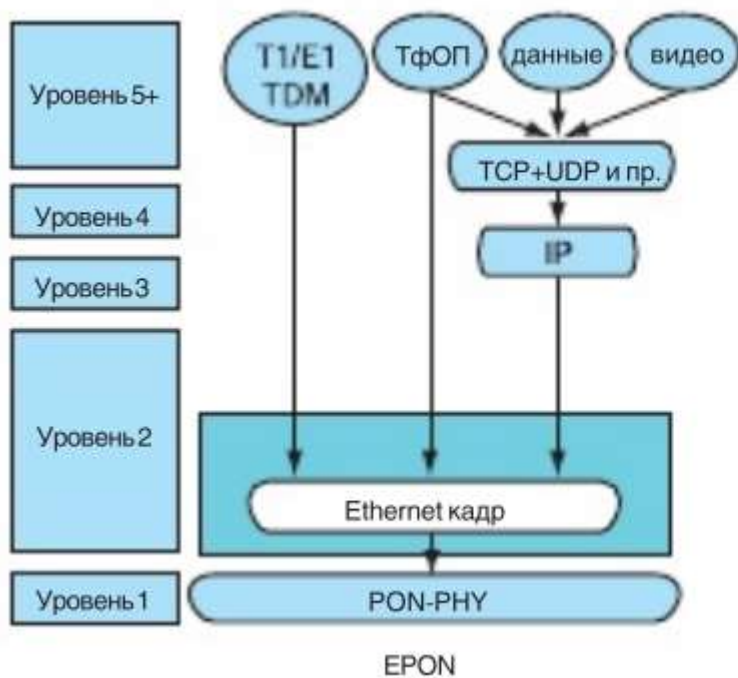 Уровень 5+
T1/E1
TDM
ТфОП
данные
видео
TCP+UDP и пр.
Уровень 4
IP
Уровень 3
Уровень 2
Ethernet кадр
Уровень 1
PON-PHY
EPON